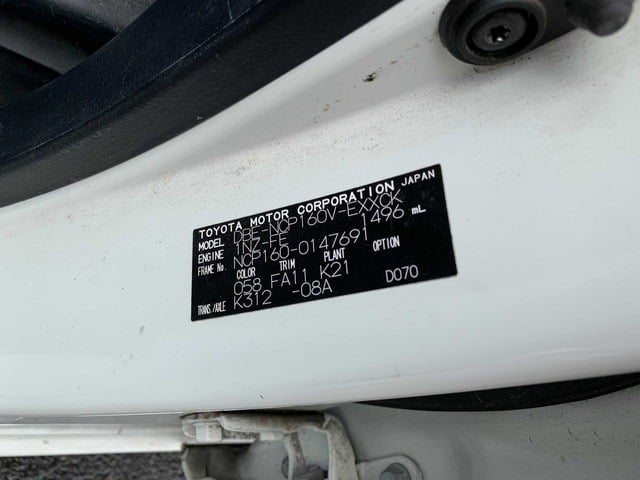 TOYOTA MOTOR CORPORATION JAPAN
MODEL DBE-NCP160V-EXXCK
ENGINE 1NZ-FE 1496 mL
FRAME No. NCP160-0147691
COLOR TRIM PLANT OPTION
058 FA11 K21
TRANS./AXLE K312 -08A D070